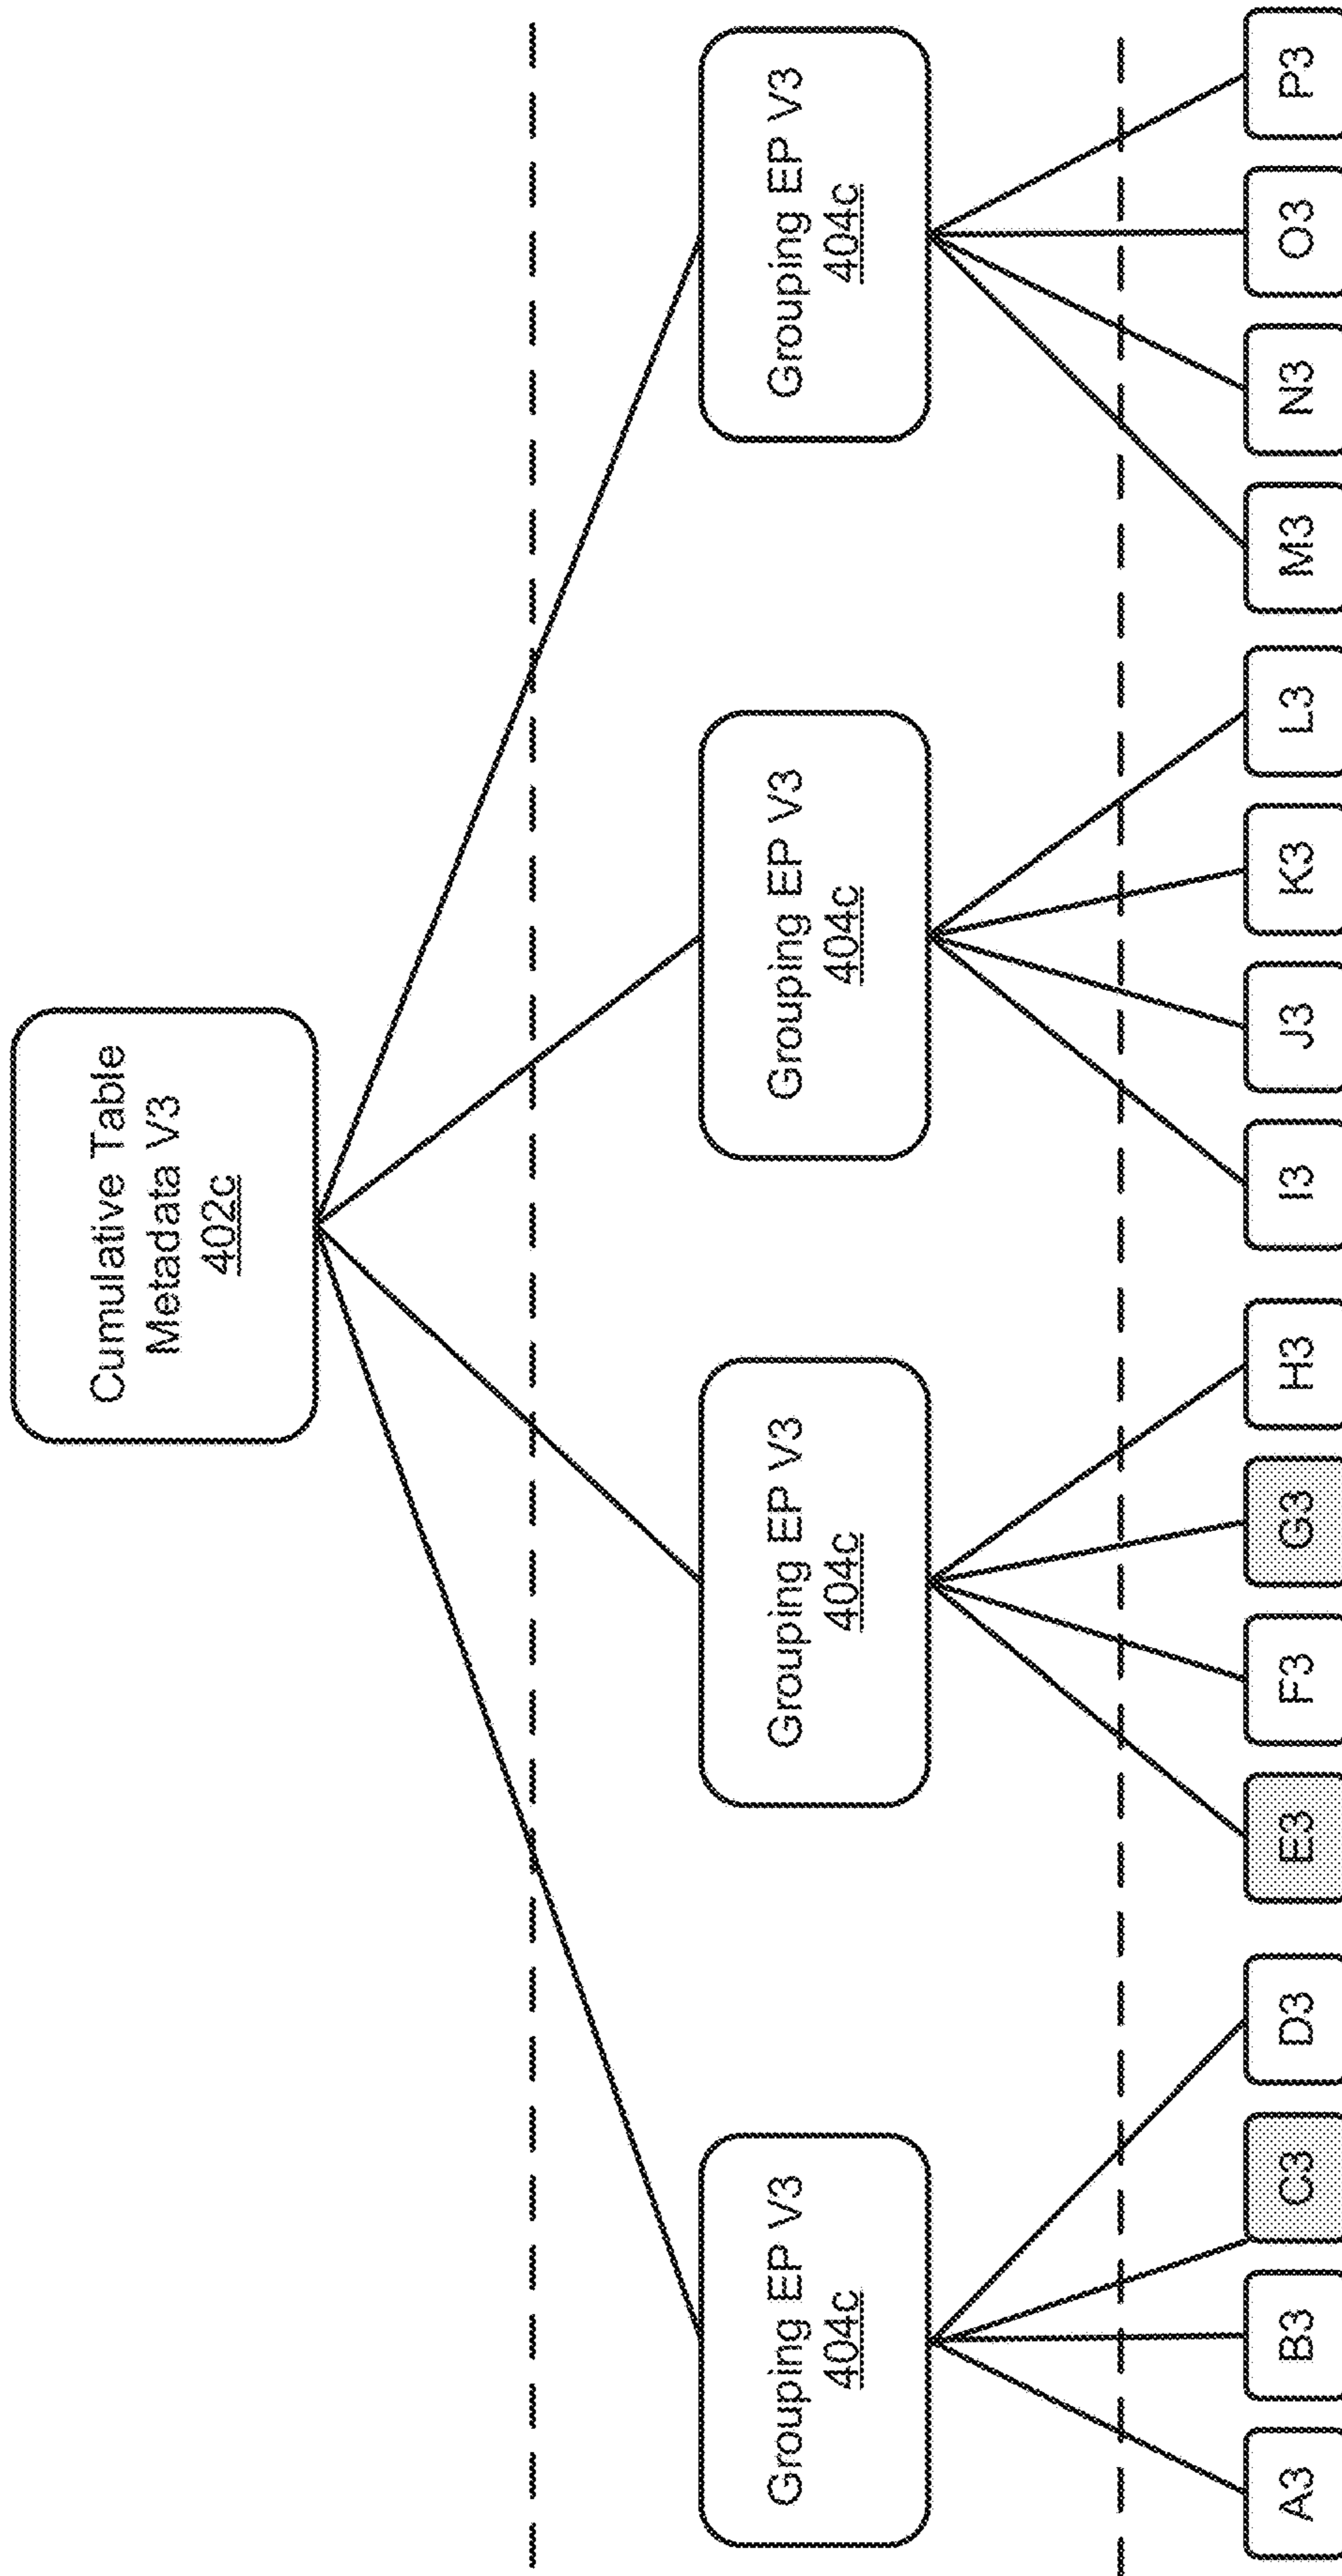 Cumulative Table
Metadata V3
402c
Grouping EP V3
404c
Grouping EP V3
404c
Grouping EP V3
404c
Grouping EP V3
404c
A3
B3
C3
D3
E3
F3
G3
H3
I3
J3
K3
L3
M3
N3
O3
P3